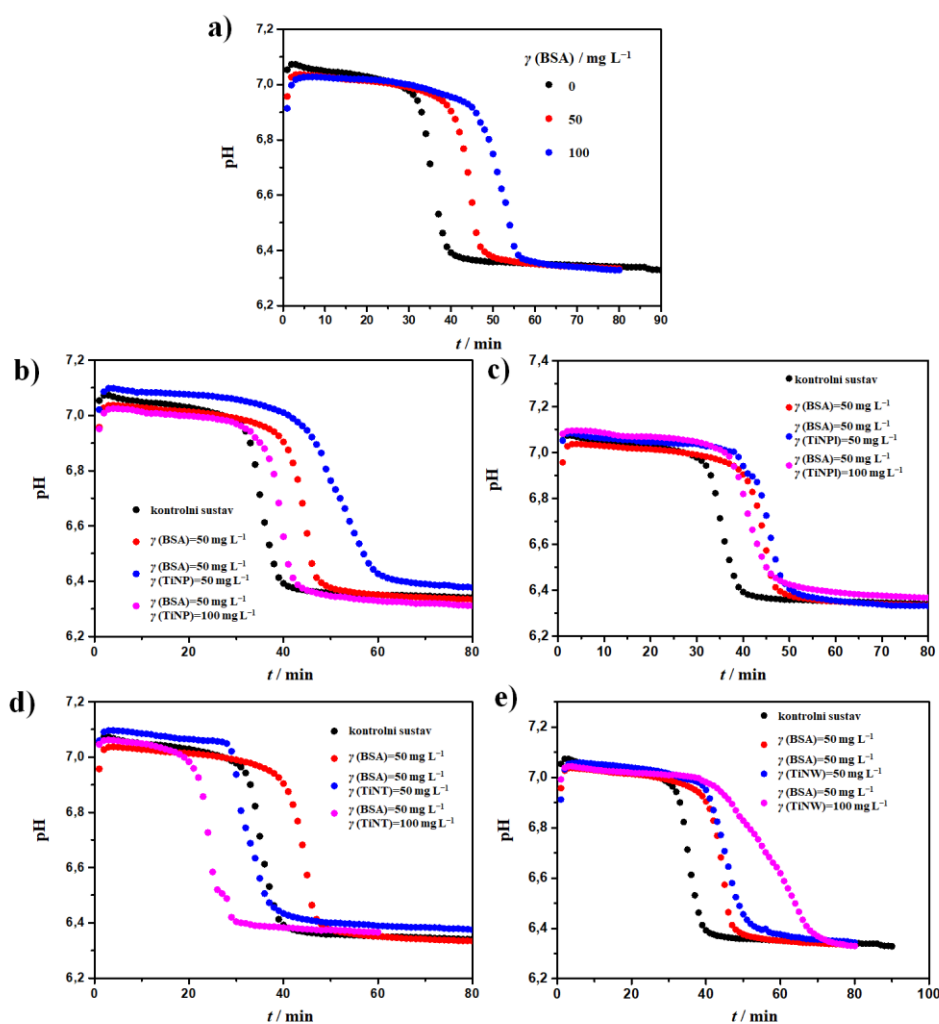 a)
7,2
7,0
6,8
6,6
6,4
6,2
pH
γ (BSA) / mg L⁻¹
0
50
100
0 10 20 30 40 50 60 70 80 90
t / min
b)
7,2
7,0
6,8
6,6
6,4
6,2
pH
kontrolni sustav
γ (BSA)=50 mg L⁻¹
γ (BSA)=50 mg L⁻¹
γ (TiNP)=50 mg L⁻¹
γ (BSA)=50 mg L⁻¹
γ (TiNP)=100 mg L⁻¹
0 20 40 60 80
t / min
c)
7,4
7,2
7,0
6,8
6,6
6,4
6,2
pH
kontrolni sustav
γ (BSA)=50 mg L⁻¹
γ (BSA)=50 mg L⁻¹
γ (TiNPl)=50 mg L⁻¹
γ (BSA)=50 mg L⁻¹
γ (TiNPl)=100 mg L⁻¹
0 10 20 30 40 50 60 70 80
t / min
d)
7,2
7,0
6,8
6,6
6,4
6,2
pH
kontrolni sustav
γ (BSA)=50 mg L⁻¹
γ (BSA)=50 mg L⁻¹
γ (TiNT)=50 mg L⁻¹
γ (BSA)=50 mg L⁻¹
γ (TiNT)=100 mg L⁻¹
0 20 40 60 80
t / min
e)
7,2
7,0
6,8
6,6
6,4
6,2
pH
kontrolni sustav
γ (BSA)=50 mg L⁻¹
γ (BSA)=50 mg L⁻¹
γ (TiNW)=50 mg L⁻¹
γ (BSA)=50 mg L⁻¹
γ (TiNW)=100 mg L⁻¹
0 20 40 60 80 100
t / min